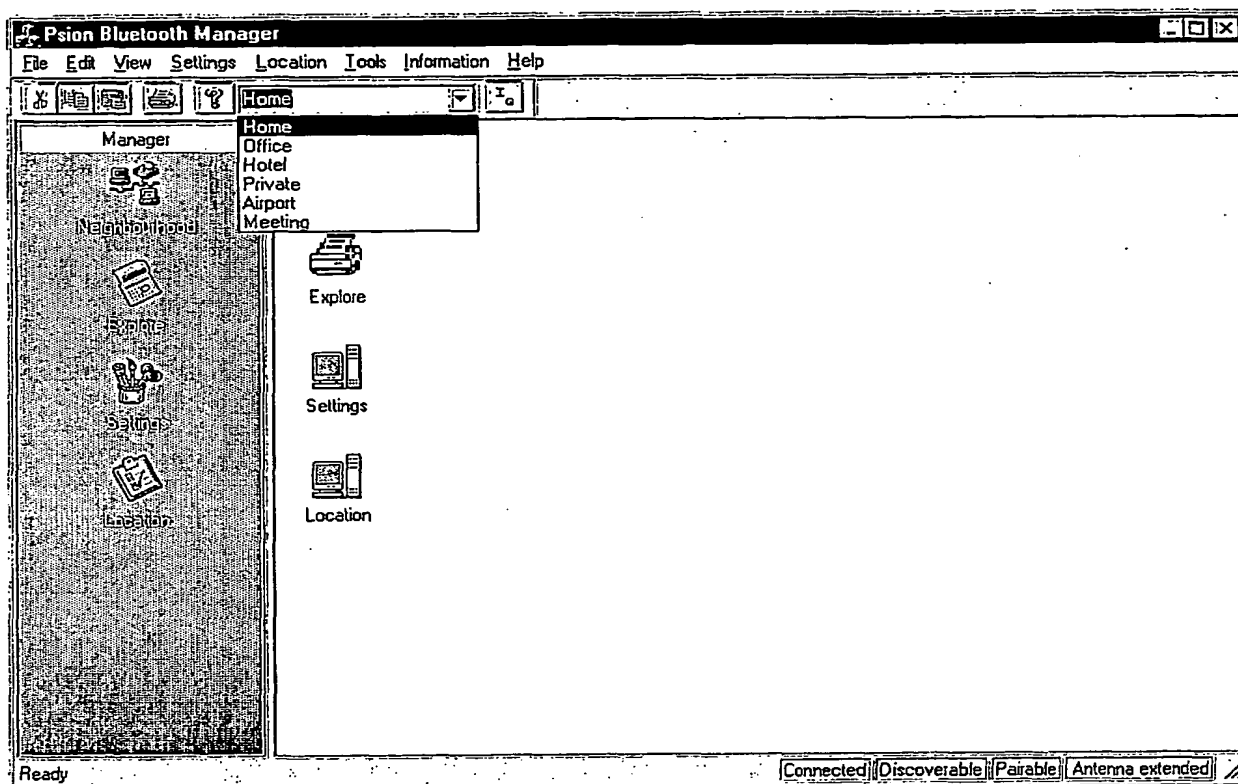 Psion Bluetooth Manager
File Edit View Settings Location Tools Information Help
Home
Manager
Home
Office
Hotel
Private
Airport
Meeting
Neighbourhood
Explore
Settings
Location
Explore
Settings
Location
Ready Connected Discoverable Pairable Antenna extended